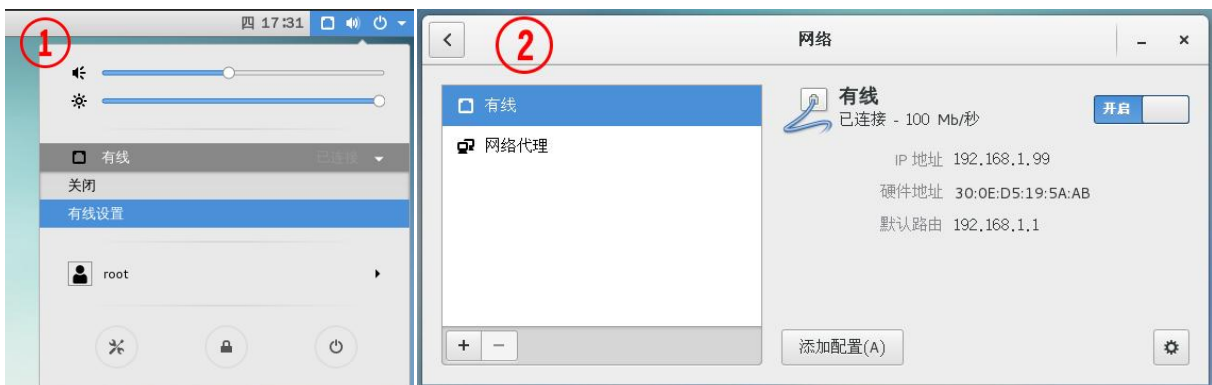 四 17:31
1
有线 已连接
关闭
有线设置
root
2
网络
有线
网络代理
有线
已连接 - 100 Mb/秒
开启
IP 地址 192.168.1.99
硬件地址 30:0E:D5:19:5A:AB
默认路由 192.168.1.1
添加配置(A)